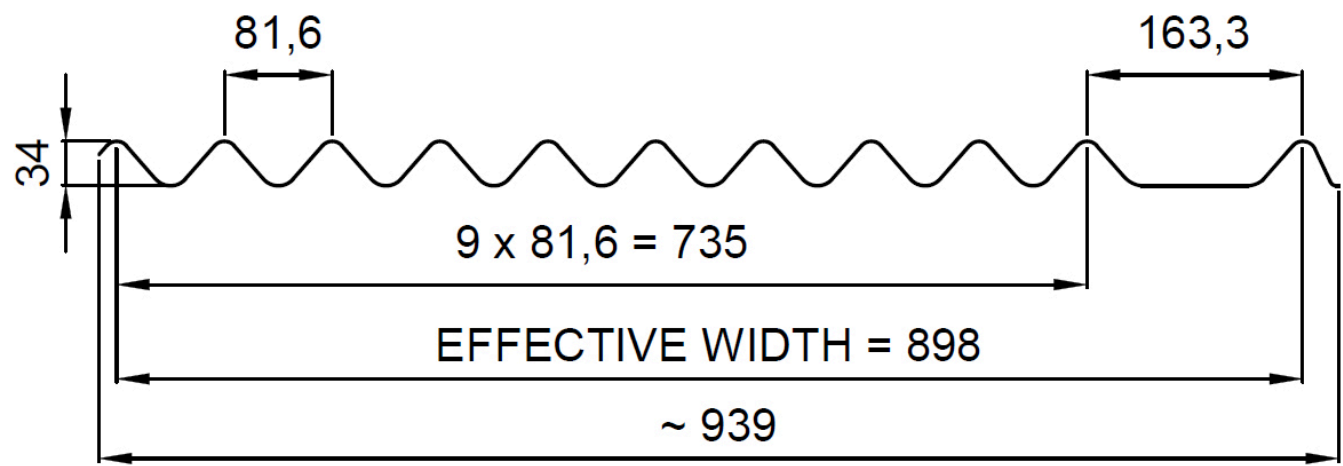 81,6
163,3
34
9 x 81,6 = 735
EFFECTIVE WIDTH = 898
~ 939